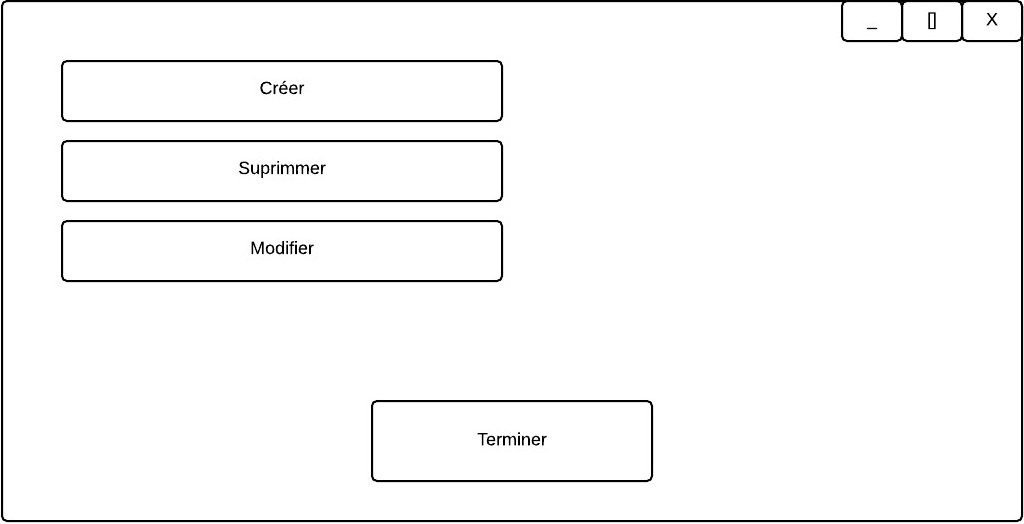 _ [] X
Créer
Suprimmer
Modifier
Terminer